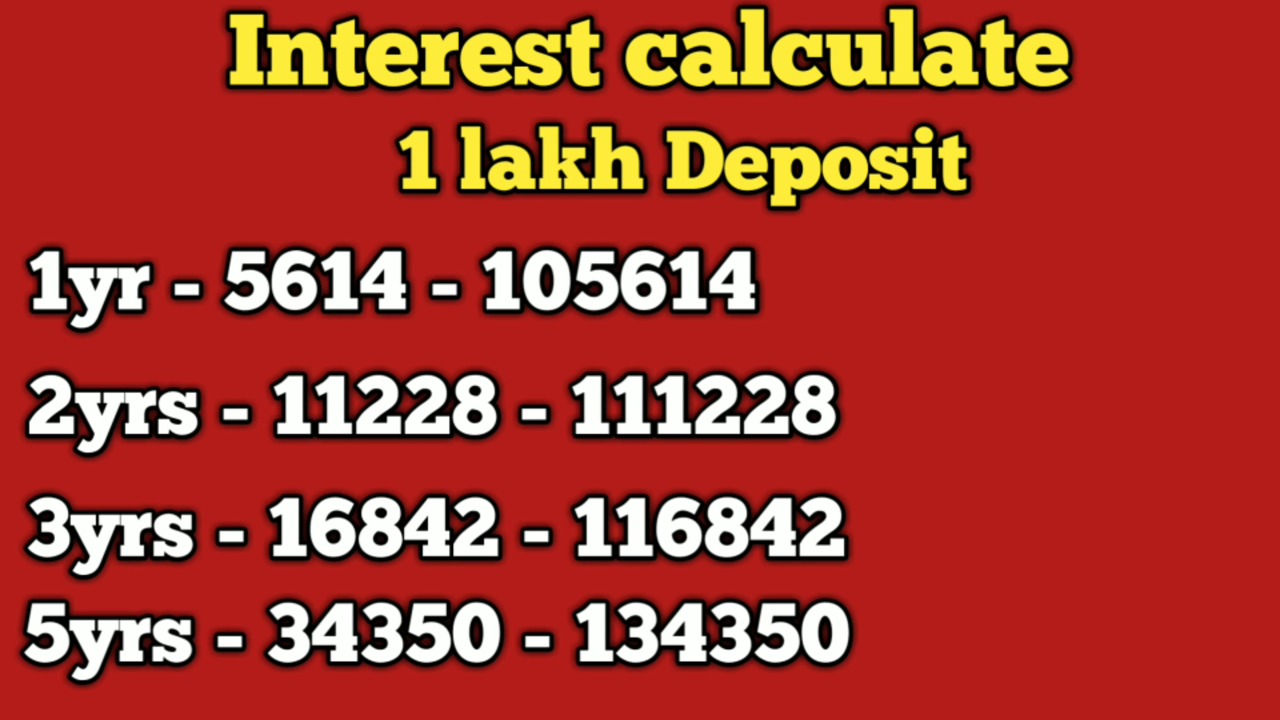 Interest calculate
1 lakh Deposit
1yr - 5614 - 105614
2yrs - 11228 - 111228
3yrs - 16842 - 116842
5yrs - 34350 - 134350